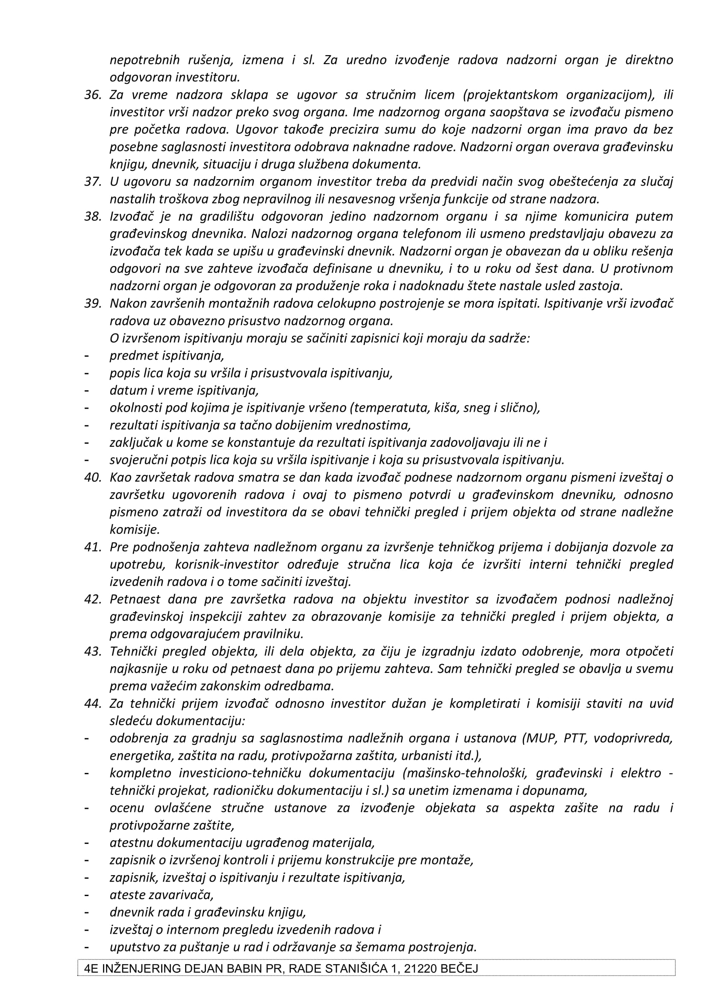 nepotrebnih rušenja, izmena i sl. Za uredno izvođenje radova nadzorni organ je direktno
odgovoran investitoru.
36. Za vreme nadzora sklapa se ugovor sa stručnim licem (projektantskom organizacijom), ili
investitor vrši nadzor preko svog organa. Ime nadzornog organa saopštava se izvođaču pismeno
pre početka radova. Ugovor takođe precizira sumu do koje nadzorni organ ima pravo da bez
posebne saglasnosti investitora odobrava naknadne radove. Nadzorni organ overava građevinsku
knjigu, dnevnik, situaciju i druga službena dokumenta.
37. U ugovoru sa nadzornim organom investitor treba da predvidi način svog obeštećenja za slučaj
nastalih troškova zbog nepravilnog ili nesavesnog vršenja funkcije od strane nadzora.
38. Izvođač je na gradilištu odgovoran jedino nadzornom organu i sa njime komunicira putem
građevinskog dnevnika. Nalozi nadzornog organa telefonom ili usmeno predstavljaju obavezu za
izvođača tek kada se upišu u građevinski dnevnik. Nadzorni organ je obavezan da u obliku rešenja
odgovori na sve zahteve izvođača definisane u dnevniku, i to u roku od šest dana. U protivnom
nadzorni organ je odgovoran za produženje roka i nadoknadu štete nastale usled zastoja.
39. Nakon završenih montažnih radova celokupno postrojenje se mora ispitati. Ispitivanje vrši izvođač
radova uz obavezno prisustvo nadzornog organa.
O izvršenom ispitivanju moraju se sačiniti zapisnici koji moraju da sadrže:
- predmet ispitivanja,
- popis lica koja su vršila i prisustvovala ispitivanju,
- datum i vreme ispitivanja,
- okolnosti pod kojima je ispitivanje vršeno (temperatuta, kiša, sneg i slično),
- rezultati ispitivanja sa tačno dobijenim vrednostima,
- zaključak u kome se konstantuje da rezultati ispitivanja zadovoljavaju ili ne i
- svojeručni potpis lica koja su vršila ispitivanje i koja su prisustvovala ispitivanju.
40. Kao završetak radova smatra se dan kada izvođač podnese nadzornom organu pismeni izveštaj o
završetku ugovorenih radova i ovaj to pismeno potvrdi u građevinskom dnevniku, odnosno
pismeno zatraži od investitora da se obavi tehnički pregled i prijem objekta od strane nadležne
komisije.
41. Pre podnošenja zahteva nadležnom organu za izvršenje tehničkog prijema i dobijanja dozvole za
upotrebu, korisnik-investitor određuje stručna lica koja će izvršiti interni tehnički pregled
izvedenih radova i o tome sačiniti izveštaj.
42. Petnaest dana pre završetka radova na objektu investitor sa izvođačem podnosi nadležnoj
građevinskoj inspekciji zahtev za obrazovanje komisije za tehnički pregled i prijem objekta, a
prema odgovarajućem pravilniku.
43. Tehnički pregled objekta, ili dela objekta, za čiju je izgradnju izdato odobrenje, mora otpočeti
najkasnije u roku od petnaest dana po prijemu zahteva. Sam tehnički pregled se obavlja u svemu
prema važećim zakonskim odredbama.
44. Za tehnički prijem izvođač odnosno investitor dužan je kompletirati i komisiji staviti na uvid
sledeću dokumentaciju:
- odobrenja za gradnju sa saglasnostima nadležnih organa i ustanova (MUP, PTT, vodoprivreda,
energetika, zaštita na radu, protivpožarna zaštita, urbanisti itd.),
- kompletno investiciono-tehničku dokumentaciju (mašinsko-tehnološki, građevinski i elektro -
tehnički projekat, radioničku dokumentaciju i sl.) sa unetim izmenama i dopunama,
- ocenu ovlašćene stručne ustanove za izvođenje objekata sa aspekta zašite na radu i
protivpožarne zaštite,
- atestnu dokumentaciju ugrađenog materijala,
- zapisnik o izvršenoj kontroli i prijemu konstrukcije pre montaže,
- zapisnik, izveštaj o ispitivanju i rezultate ispitivanja,
- ateste zavarivača,
- dnevnik rada i građevinsku knjigu,
- izveštaj o internom pregledu izvedenih radova i
- uputstvo za puštanje u rad i održavanje sa šemama postrojenja.
4E INŽENJERING DEJAN BABIN PR, RADE STANIŠIĆA 1, 21220 BEČEJ